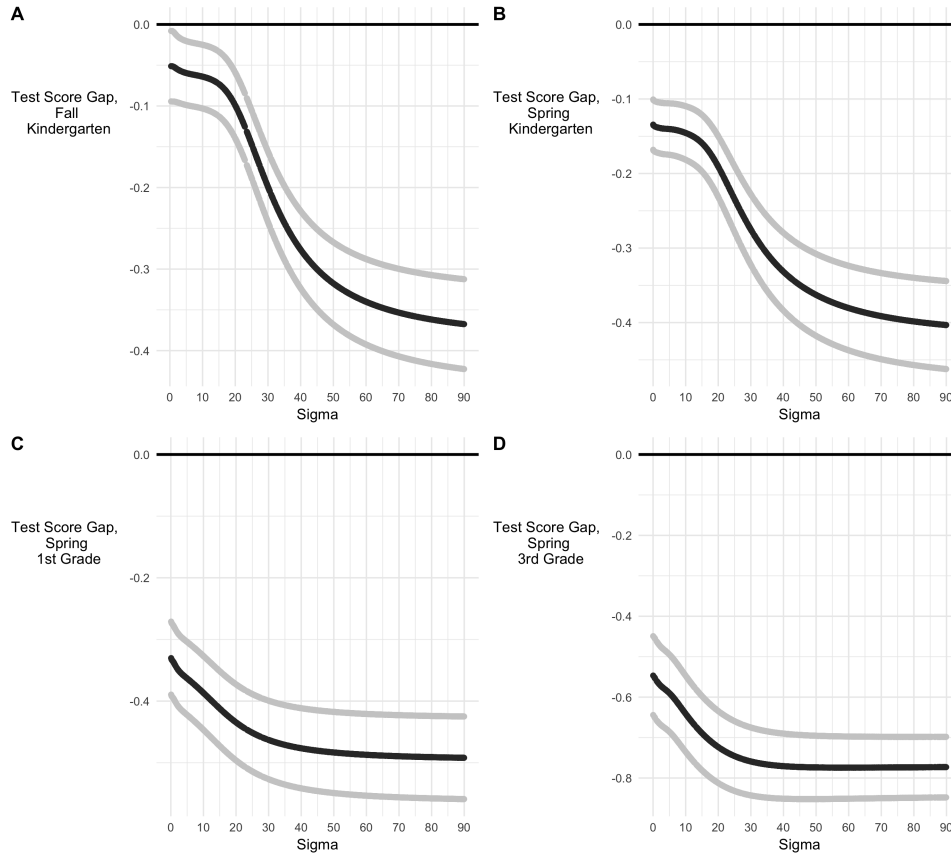 A
0.0
-0.1
-0.2
-0.3
-0.4
Test Score Gap,
Fall
Kindergarten
0 10 20 30 40 50 60 70 80 90
Sigma
B
0.0
-0.1
-0.2
-0.3
-0.4
Test Score Gap,
Spring
Kindergarten
0 10 20 30 40 50 60 70 80 90
Sigma
C
0.0
-0.2
-0.4
Test Score Gap,
Spring
1st Grade
0 10 20 30 40 50 60 70 80 90
Sigma
D
0.0
-0.2
-0.4
-0.6
-0.8
Test Score Gap,
Spring
3rd Grade
0 10 20 30 40 50 60 70 80 90
Sigma